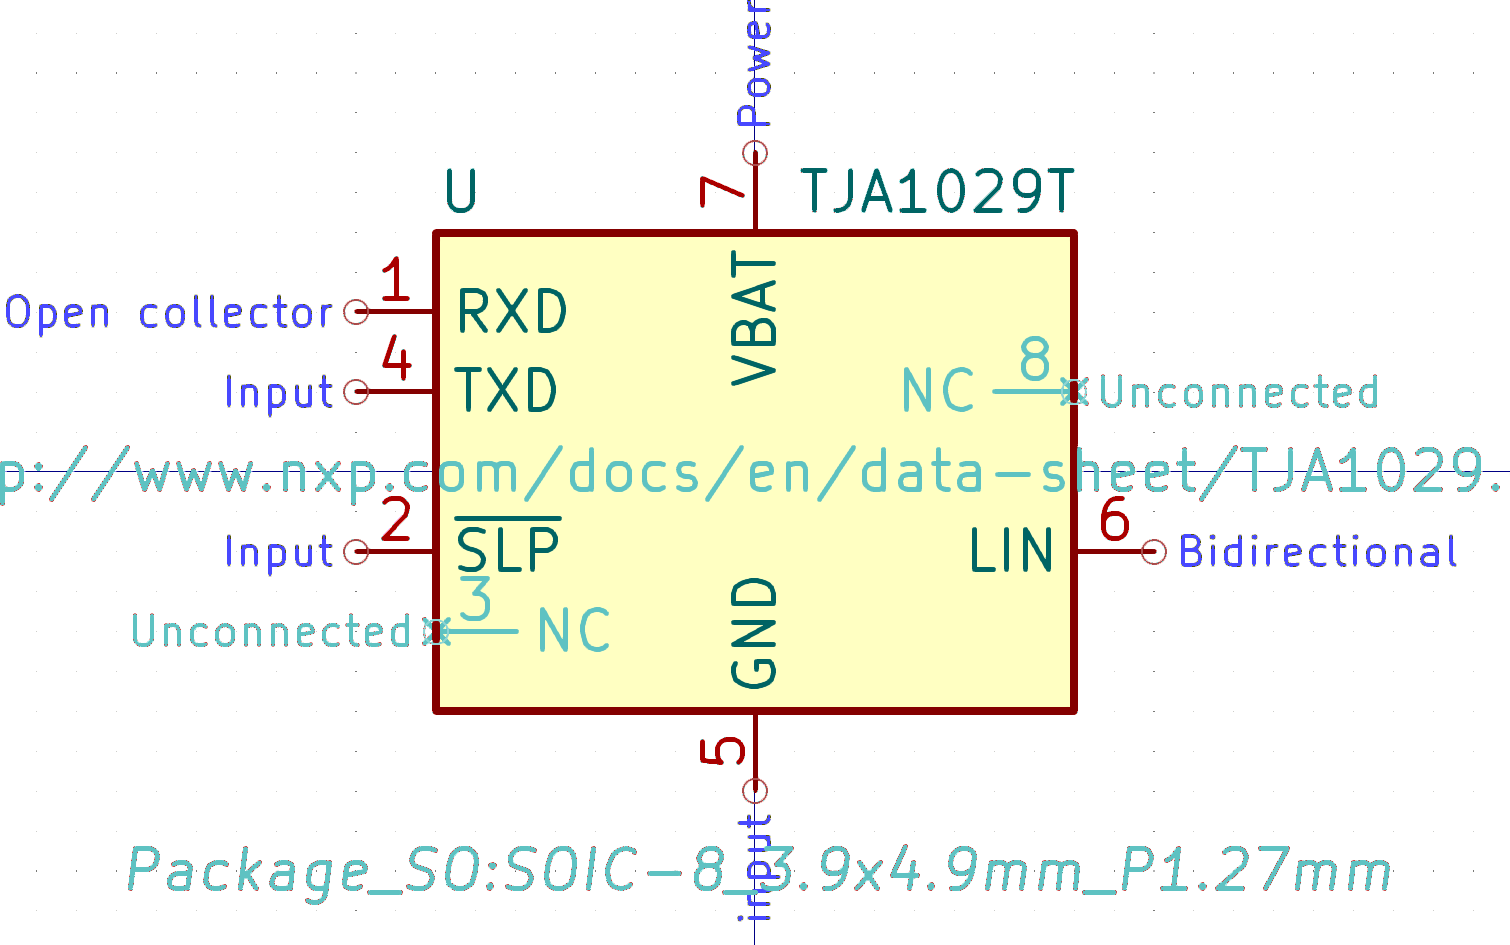 Power
7
U
TJA1029T
1
Open collector
RXD
VBAT
4
Input
TXD
8
NC
Unconnected
p://www.nxp.com/docs/en/data-sheet/TJA1029.
2
Input
SLP
6
LIN
Bidirectional
3
Unconnected
NC
GND
5
input
Package_SO:SOIC-8_3.9x4.9mm_P1.27mm